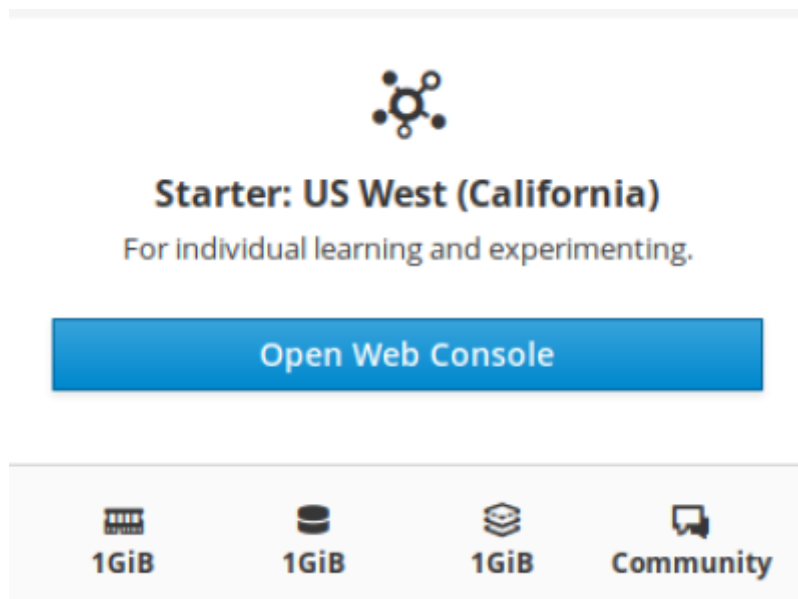 Starter: US West (California)
For individual learning and experimenting.
Open Web Console
1GiB 1GiB 1GiB Community